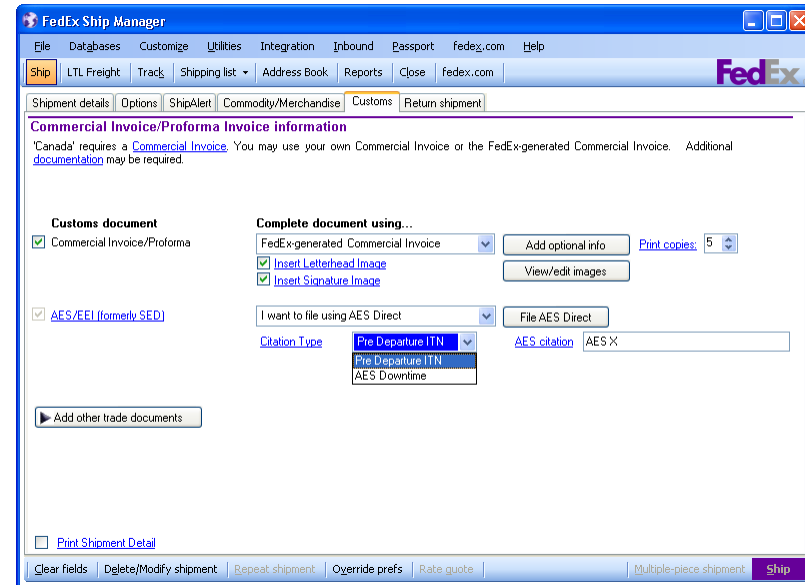 FedEx Ship Manager
File Databases Customize Utilities Integration Inbound Passport fedex.com Help
Ship LTL Freight Track Shipping list Address Book Reports Close fedex.com FedEx
Shipment details Options ShipAlert Commodity/Merchandise Customs Return shipment
Commercial Invoice/Proforma Invoice information
'Canada' requires a Commercial Invoice. You may use your own Commercial Invoice or the FedEx-generated Commercial Invoice. Additional
documentation may be required.
Customs document Complete document using...
Commercial Invoice/Proforma FedEx-generated Commercial Invoice Add optional info Print copies: 5
Insert Letterhead Image
View/edit images
Insert Signature Image
AES/EEI (formerly SED) I want to file using AES Direct File AES Direct
Citation Type Pre Departure ITN AES citation AES X
Pre Departure ITN
AES Downtime
Add other trade documents
Print Shipment Detail
Clear fields Delete/Modify shipment Repeat shipment Override prefs Rate quote Multiple-piece shipment Ship